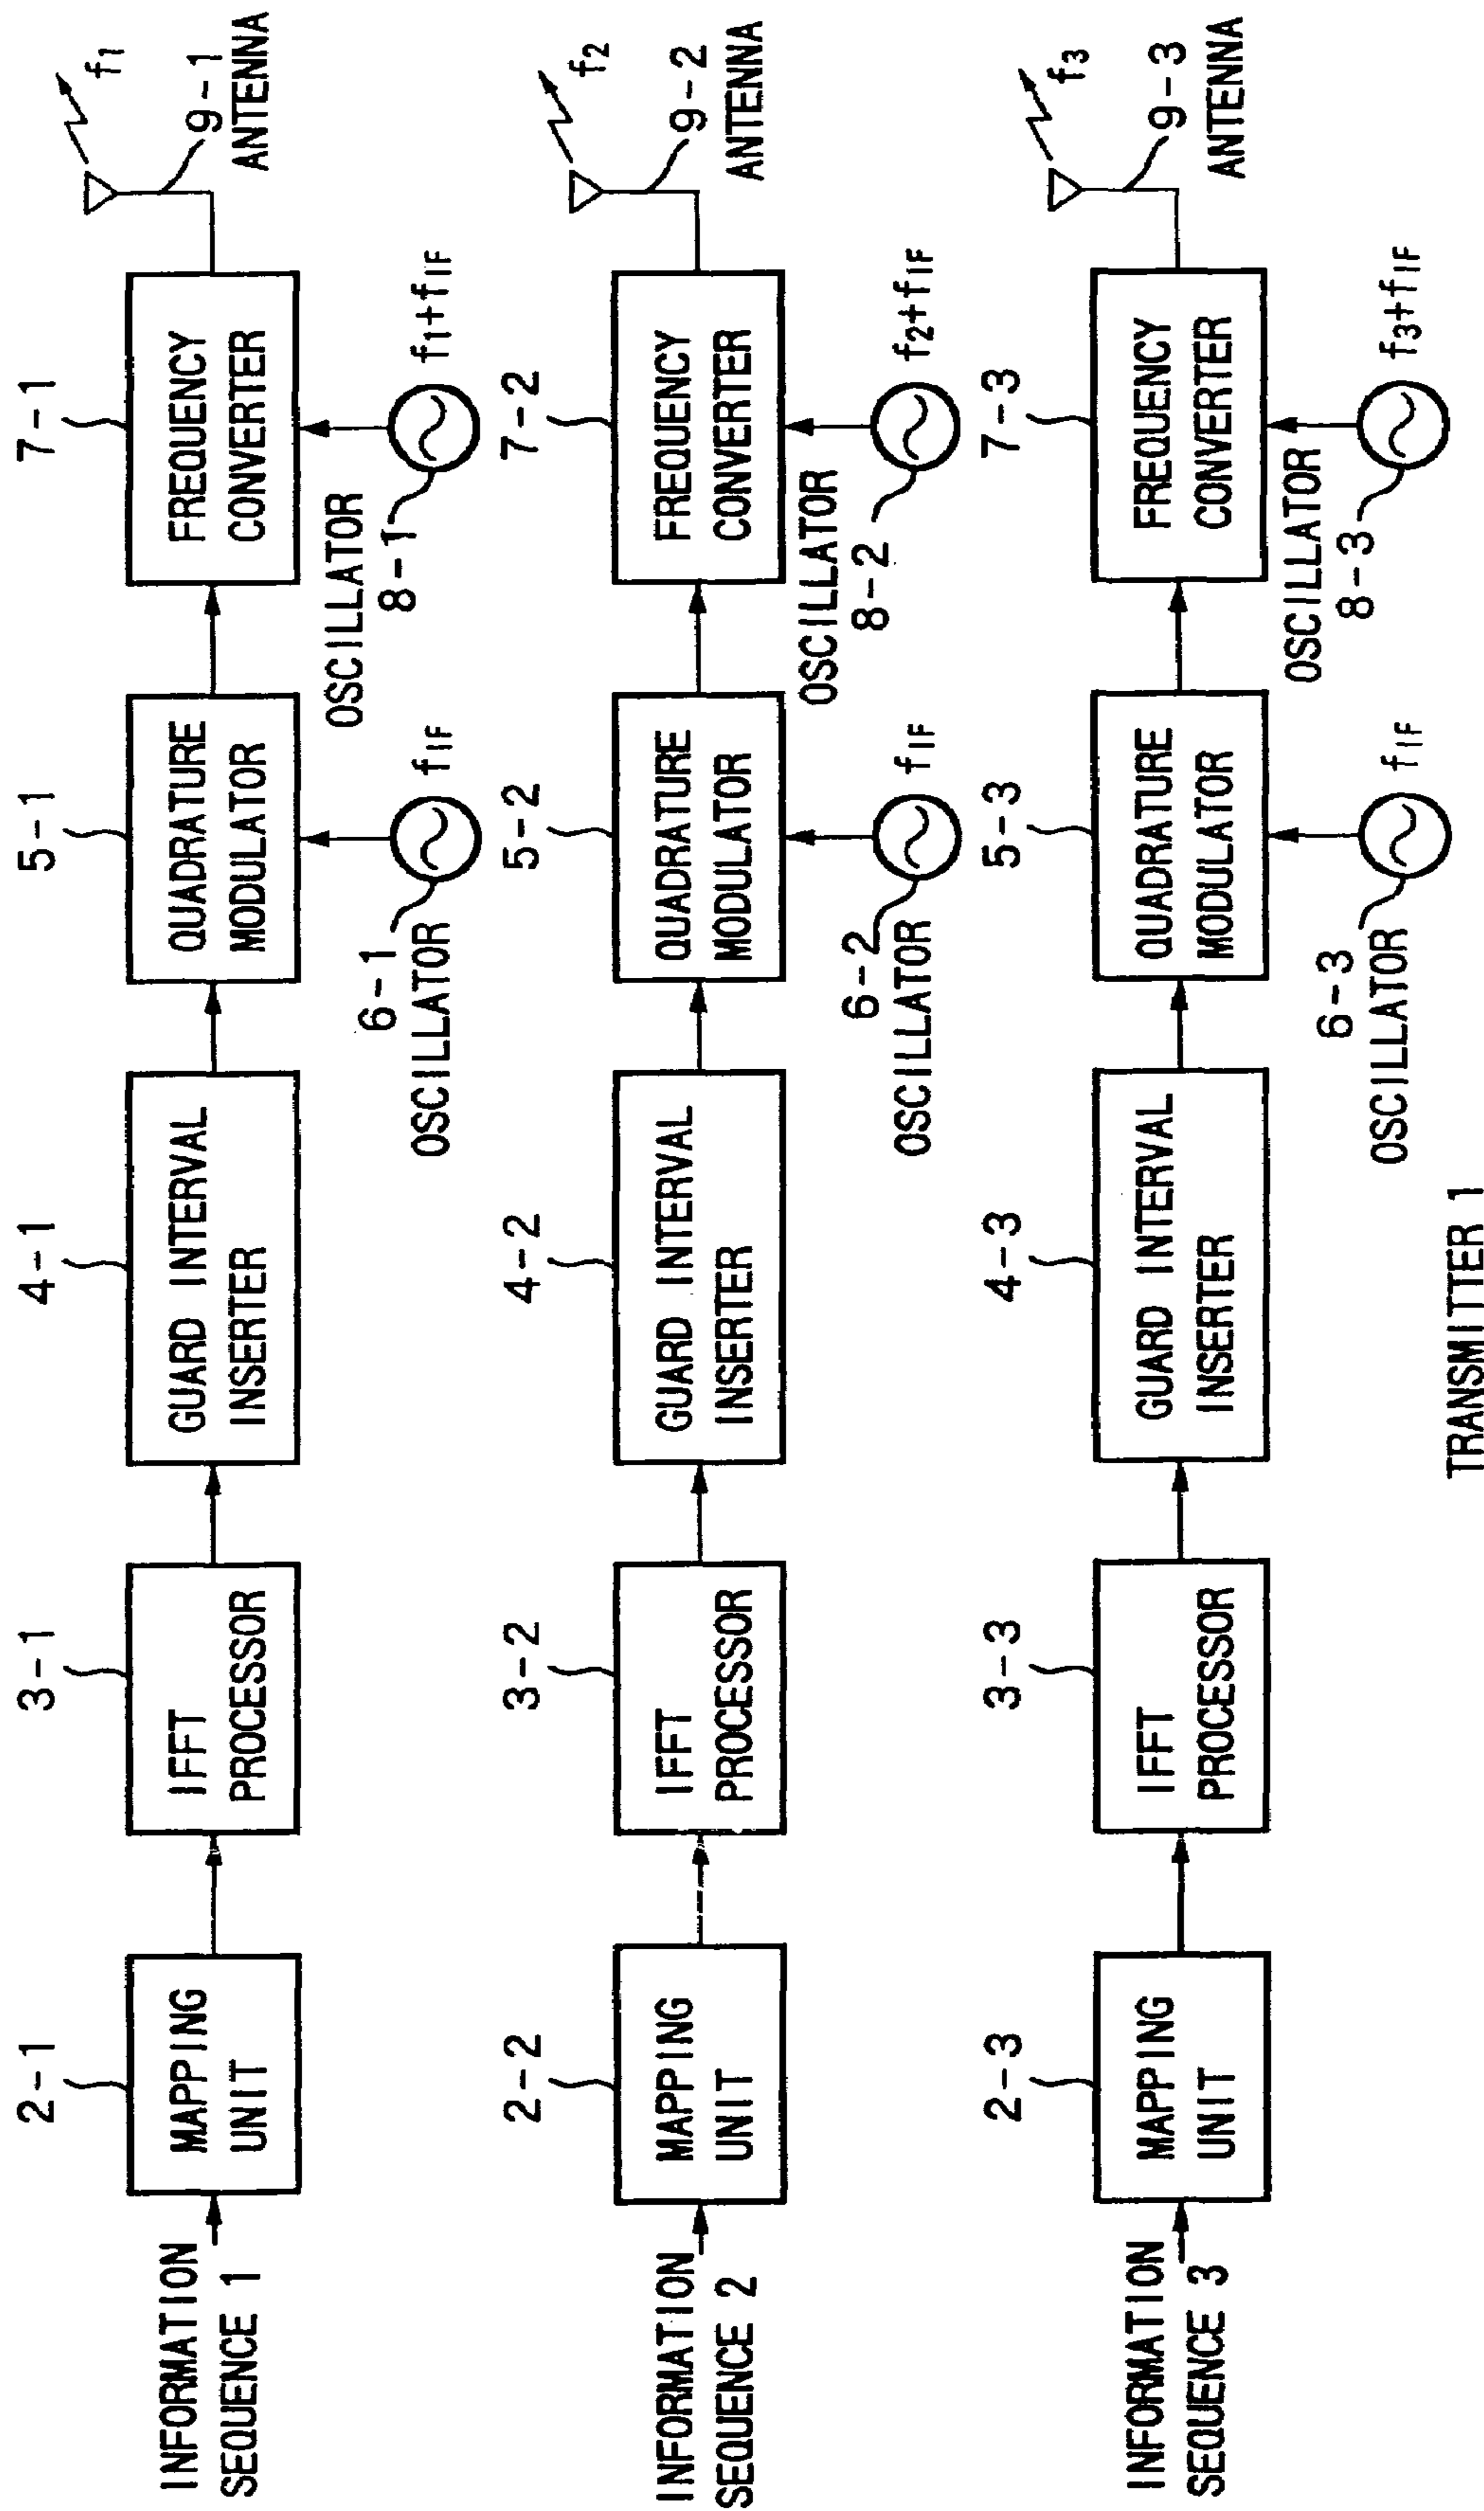 2-1
3-1
4-1
5-1
7-1
f1
INFORMATION
SEQUENCE 1
MAPPING
UNIT
IFFT
PROCESSOR
GUARD INTERVAL
INSERTER
QUADRATURE
MODULATOR
FREQUENCY
CONVERTER
9-1
ANTENNA
OSCILLATOR
8-1
f1+fIF
6-1
OSCILLATOR
fIF
2-2
3-2
4-2
5-2
7-2
f2
INFORMATION
SEQUENCE 2
MAPPING
UNIT
IFFT
PROCESSOR
GUARD INTERVAL
INSERTER
QUADRATURE
MODULATOR
FREQUENCY
CONVERTER
9-2
ANTENNA
OSCILLATOR
8-2
f2+fIF
6-2
OSCILLATOR
fIF
2-3
3-3
4-3
5-3
7-3
f3
INFORMATION
SEQUENCE 3
MAPPING
UNIT
IFFT
PROCESSOR
GUARD INTERVAL
INSERTER
QUADRATURE
MODULATOR
FREQUENCY
CONVERTER
9-3
ANTENNA
OSCILLATOR
8-3
f3+fIF
6-3
OSCILLATOR
fIF
TRANSMITTER 1